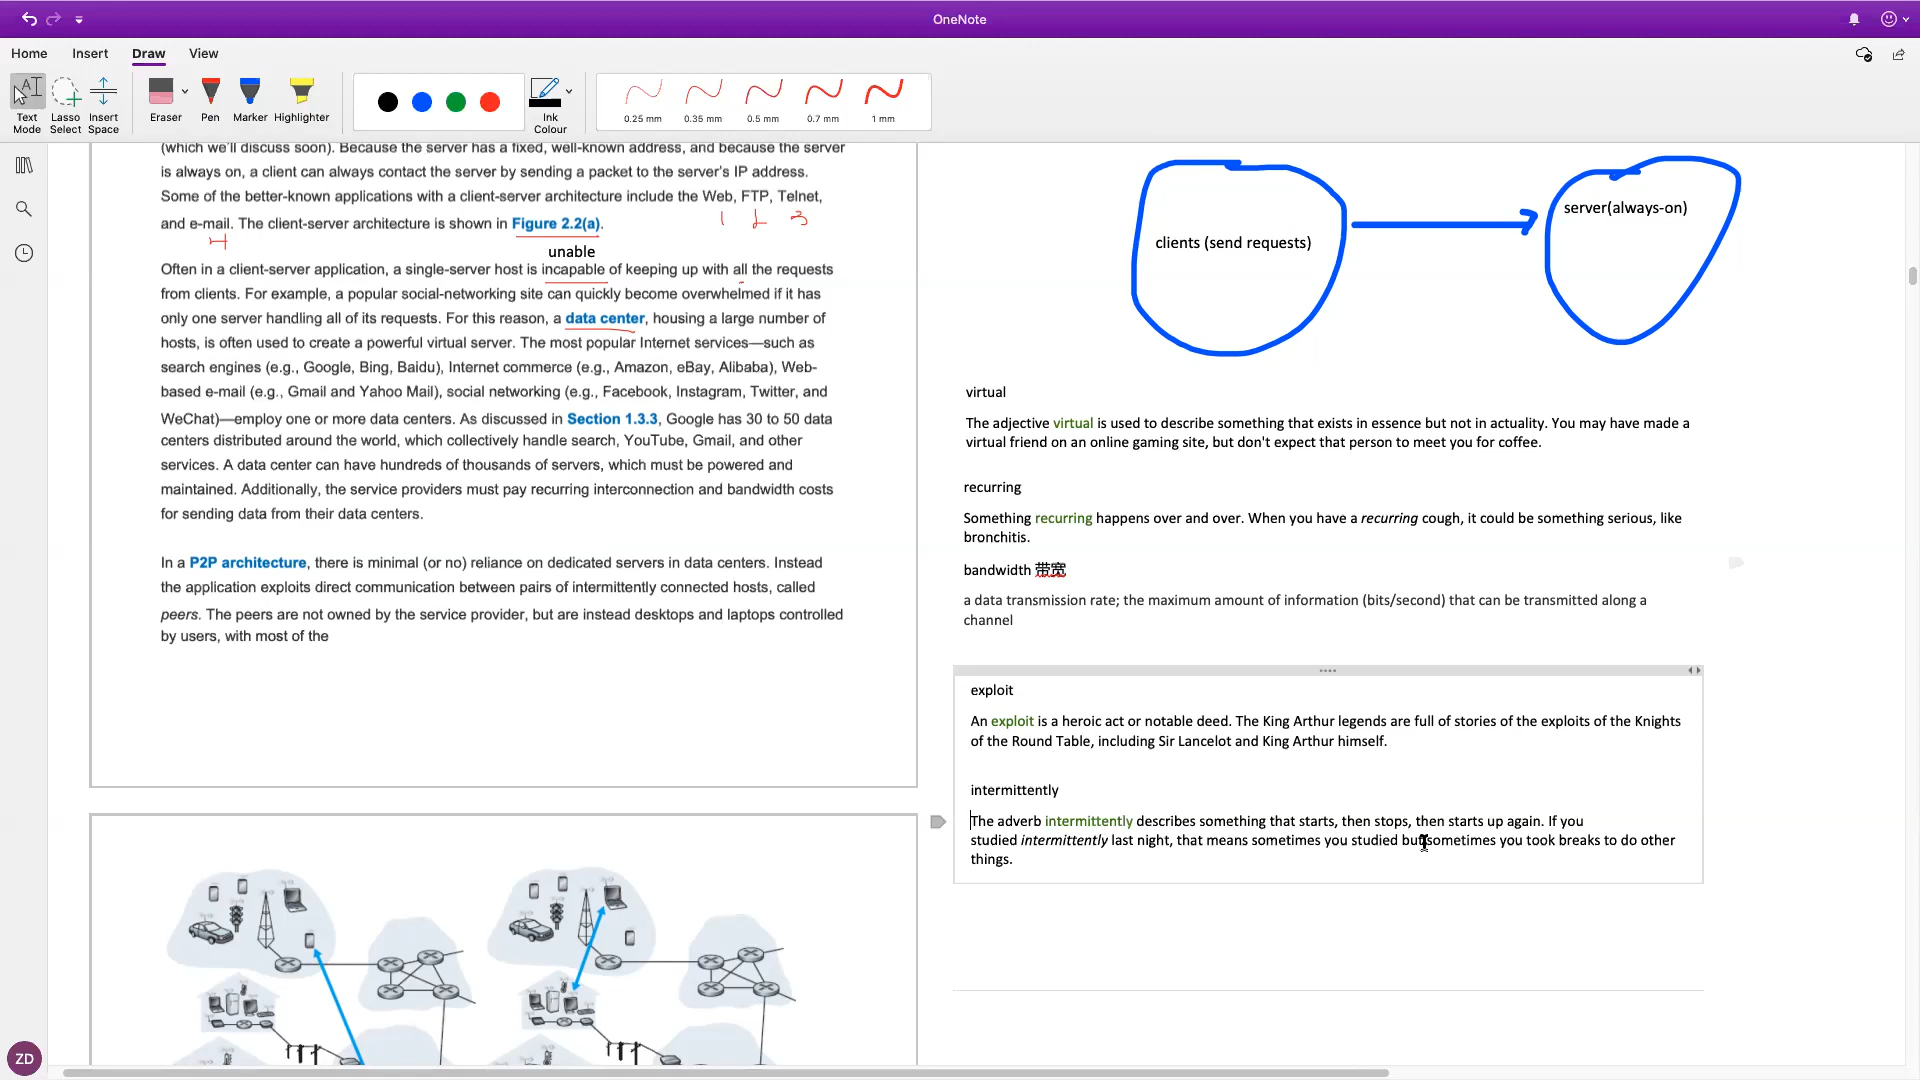 OneNote
Home Insert Draw View
Text Mode
Lasso Select
Insert Space
Eraser
Pen
Marker
Highlighter
Ink Colour
0.25 mm
0.35 mm
0.5 mm
0.7 mm
1 mm
(which we'll discuss soon). Because the server has a fixed, well-known address, and because the server
is always on, a client can always contact the server by sending a packet to the server's IP address.
Some of the better-known applications with a client-server architecture include the Web, FTP, Telnet,
and e-mail. The client-server architecture is shown in Figure 2.2(a).
1 2 3
4
unable
Often in a client-server application, a single-server host is incapable of keeping up with all the requests
from clients. For example, a popular social-networking site can quickly become overwhelmed if it has
only one server handling all of its requests. For this reason, a data center, housing a large number of
hosts, is often used to create a powerful virtual server. The most popular Internet services—such as
search engines (e.g., Google, Bing, Baidu), Internet commerce (e.g., Amazon, eBay, Alibaba), Web-
based e-mail (e.g., Gmail and Yahoo Mail), social networking (e.g., Facebook, Instagram, Twitter, and
WeChat)—employ one or more data centers. As discussed in Section 1.3.3, Google has 30 to 50 data
centers distributed around the world, which collectively handle search, YouTube, Gmail, and other
services. A data center can have hundreds of thousands of servers, which must be powered and
maintained. Additionally, the service providers must pay recurring interconnection and bandwidth costs
for sending data from their data centers.
In a P2P architecture, there is minimal (or no) reliance on dedicated servers in data centers. Instead
the application exploits direct communication between pairs of intermittently connected hosts, called
peers. The peers are not owned by the service provider, but are instead desktops and laptops controlled
by users, with most of the
clients (send requests)
server(always-on)
virtual
The adjective virtual is used to describe something that exists in essence but not in actuality. You may have made a
virtual friend on an online gaming site, but don't expect that person to meet you for coffee.
recurring
Something recurring happens over and over. When you have a recurring cough, it could be something serious, like
bronchitis.
bandwidth 带宽
a data transmission rate; the maximum amount of information (bits/second) that can be transmitted along a
channel
exploit
An exploit is a heroic act or notable deed. The King Arthur legends are full of stories of the exploits of the Knights
of the Round Table, including Sir Lancelot and King Arthur himself.
intermittently
The adverb intermittently describes something that starts, then stops, then starts up again. If you
studied intermittently last night, that means sometimes you studied but sometimes you took breaks to do other
things.
ZD